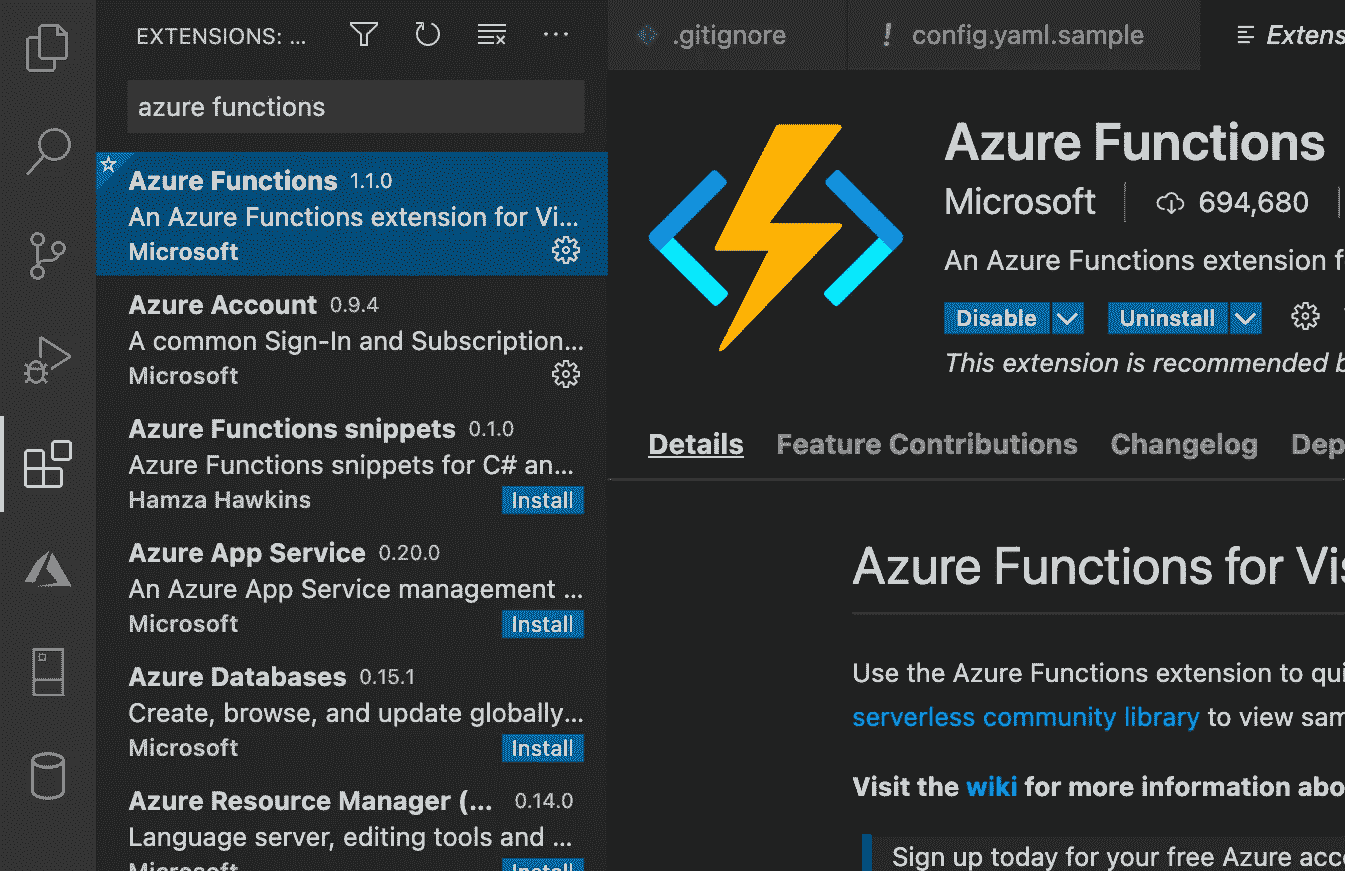 EXTENSIONS: ...
azure functions
Azure Functions 1.1.0
An Azure Functions extension for Vi...
Microsoft
Azure Account 0.9.4
A common Sign-In and Subscription...
Microsoft
Azure Functions snippets 0.1.0
Azure Functions snippets for C# an...
Hamza Hawkins Install
Azure App Service 0.20.0
An Azure App Service management ...
Microsoft Install
Azure Databases 0.15.1
Create, browse, and update globally...
Microsoft Install
Azure Resource Manager (... 0.14.0
Language server, editing tools and ...
Microsoft Install
.gitignore ! config.yaml.sample Extens
Azure Functions
Microsoft 694,680
An Azure Functions extension f
Disable Uninstall
This extension is recommended b
Details Feature Contributions Changelog Dep
Azure Functions for Vis
Use the Azure Functions extension to qui
serverless community library to view sam
Visit the wiki for more information abo
Sign up today for your free Azure acc